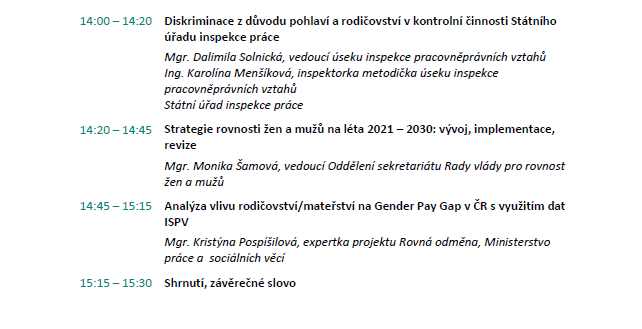 14:00 – 14:20 Diskriminace z důvodu pohlaví a rodičovství v kontrolní činnosti Státního
úřadu inspekce práce
Mgr. Dalimila Solnická, vedoucí úseku inspekce pracovněprávních vztahů
Ing. Karolína Menšíková, inspektorka metodička úseku inspekce
pracovněprávních vztahů
Státní úřad inspekce práce
14:20 – 14:45 Strategie rovnosti žen a mužů na léta 2021 – 2030: vývoj, implementace,
revize
Mgr. Monika Šamová, vedoucí Oddělení sekretariátu Rady vlády pro rovnost
žen a mužů
14:45 – 15:15 Analýza vlivu rodičovství/mateřství na Gender Pay Gap v ČR s využitím dat
ISPV
Mgr. Kristýna Pospíšilová, expertka projektu Rovná odměna, Ministerstvo
práce a sociálních věcí
15:15 – 15:30 Shrnutí, závěrečné slovo